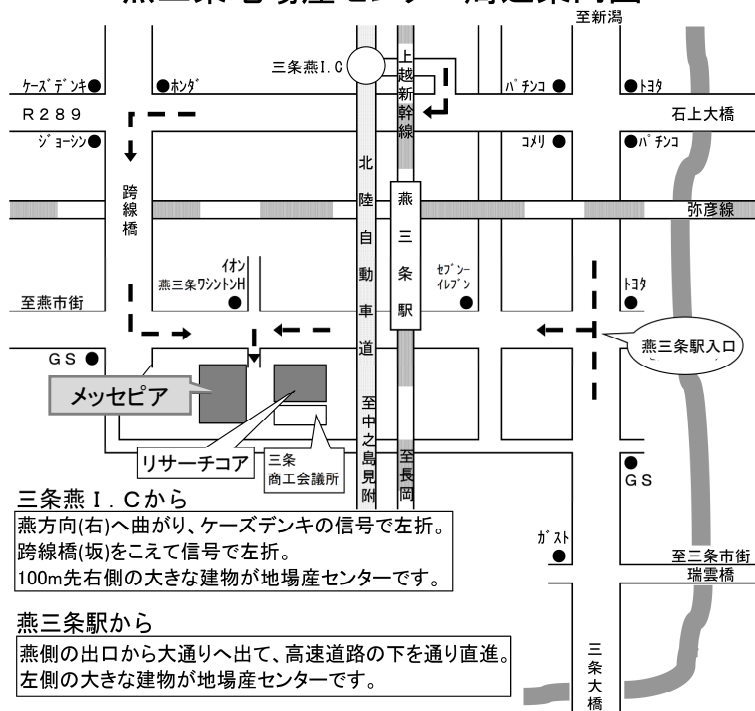 燕三条地場産センター周辺案内図
至新潟
三条燕I.C
上越新幹線
ケーズデンキ
ホンダ
パチンコ
トヨタ
R289
石上大橋
ジョーシン
コメリ
パチンコ
北陸自動車道
跨線橋
燕三条駅
弥彦線
イオン
燕三条ワシントンH
セブン-
イレブン
トヨタ
至燕市街
燕三条駅入口
GS
メッセピア
リサーチコア
三条
商工会議所
至中之島見附
至長岡
GS
三条燕I.Cから
燕方向(右)へ曲がり、ケーズデンキの信号で左折。
跨線橋(坂)をこえて信号で左折。
100m先右側の大きな建物が地場産センターです。
ガスト
至三条市街
瑞雲橋
燕三条駅から
燕側の出口から大通りへ出て、高速道路の下を通り直進。
左側の大きな建物が地場産センターです。
三条大橋